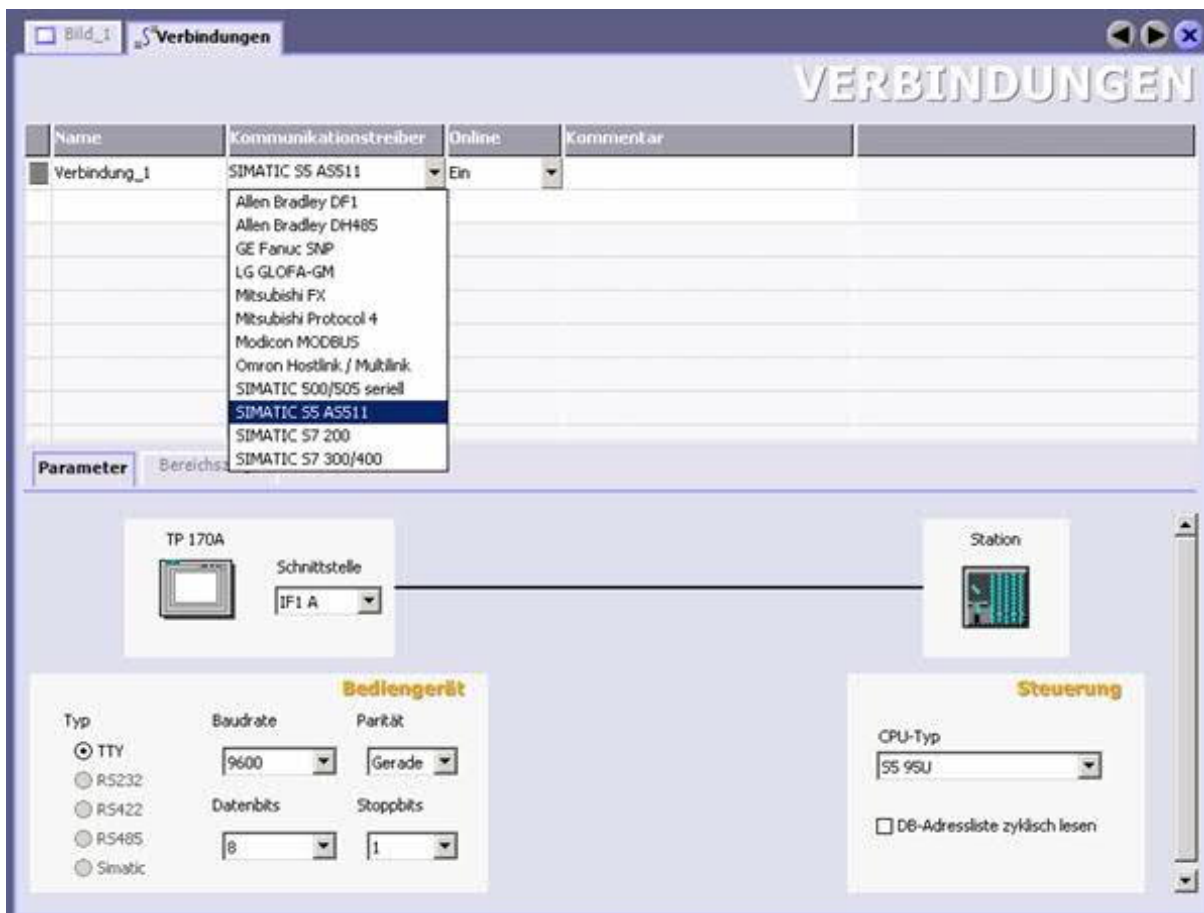 Bild_1
Verbindungen
VERBINDUNGEN
Name Kommunikationstreiber Online Kommentar
Verbindung_1 SIMATIC S5 AS511 Ein
Allen Bradley DF1
Allen Bradley DH485
GE Fanuc SNP
LG GLOFA-GM
Mitsubishi FX
Mitsubishi Protocol 4
Modicon MODBUS
Omron Hostlink / Multilink
SIMATIC 500/505 seriell
SIMATIC S5 AS511
SIMATIC S7 200
SIMATIC S7 300/400
Parameter
TP 170A
Schnittstelle
IF1 A
Station
Bediengerät
Typ
TTY
RS232
RS422
RS485
Simatic
Baudrate
9600
Parität
Gerade
Datenbits
8
Stoppbits
1
Steuerung
CPU-Typ
S5 95U
DB-Adressliste zyklisch lesen